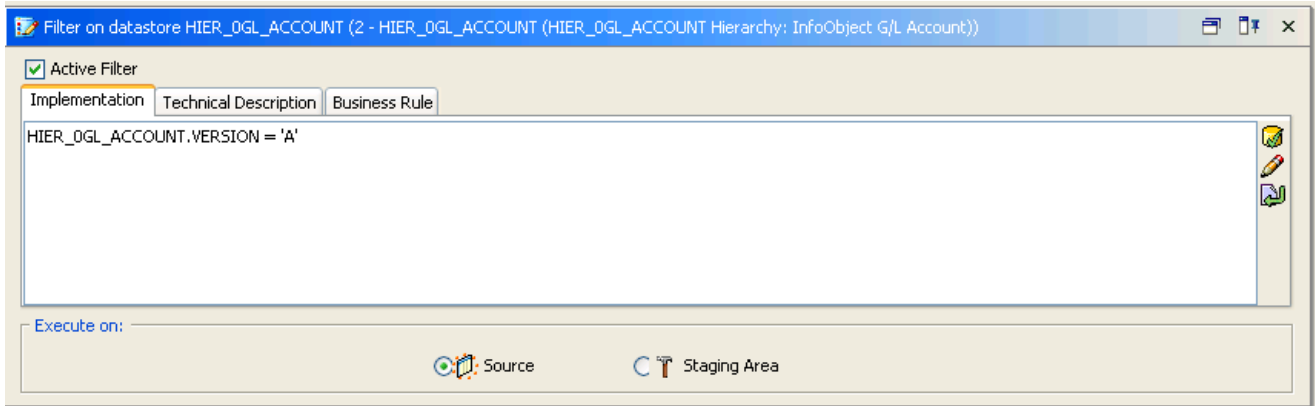 Filter on datastore HIER_0GL_ACCOUNT (2 - HIER_0GL_ACCOUNT (HIER_0GL_ACCOUNT Hierarchy: InfoObject G/L Account))
Active Filter
Implementation Technical Description Business Rule
HIER_0GL_ACCOUNT.VERSION = 'A'
Execute on:
Source Staging Area